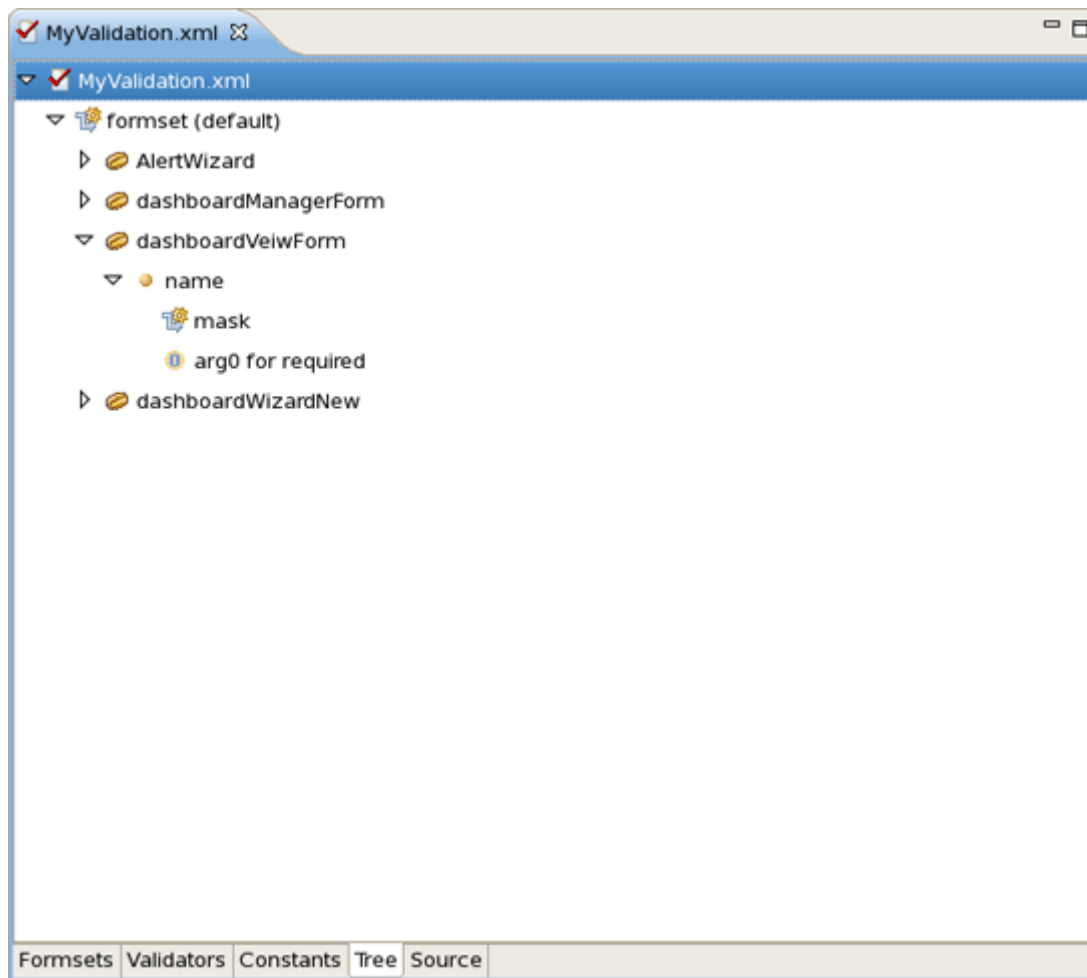 MyValidation.xml
MyValidation.xml
formset (default)
AlertWizard
dashboardManagerForm
dashboardVeiwForm
name
mask
0 arg0 for required
dashboardWizardNew
Formsets Validators Constants Tree Source